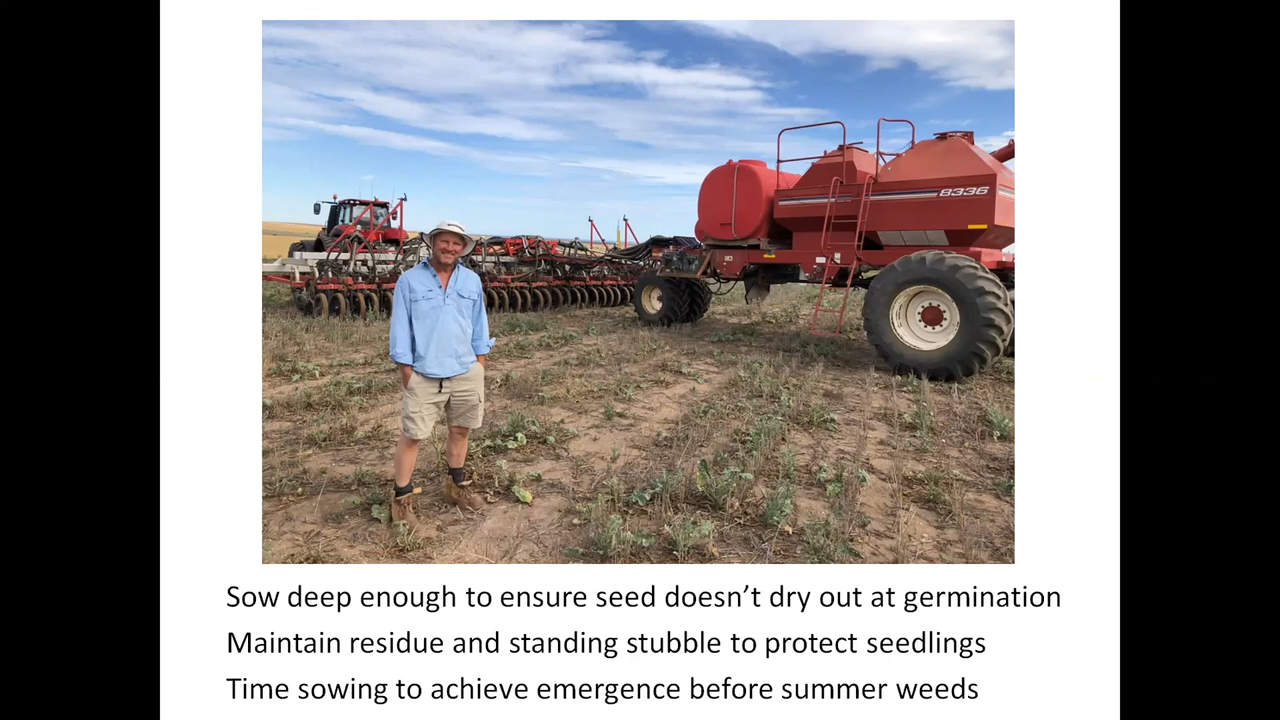 8336
Sow deep enough to ensure seed doesn’t dry out at germination
Maintain residue and standing stubble to protect seedlings
Time sowing to achieve emergence before summer weeds